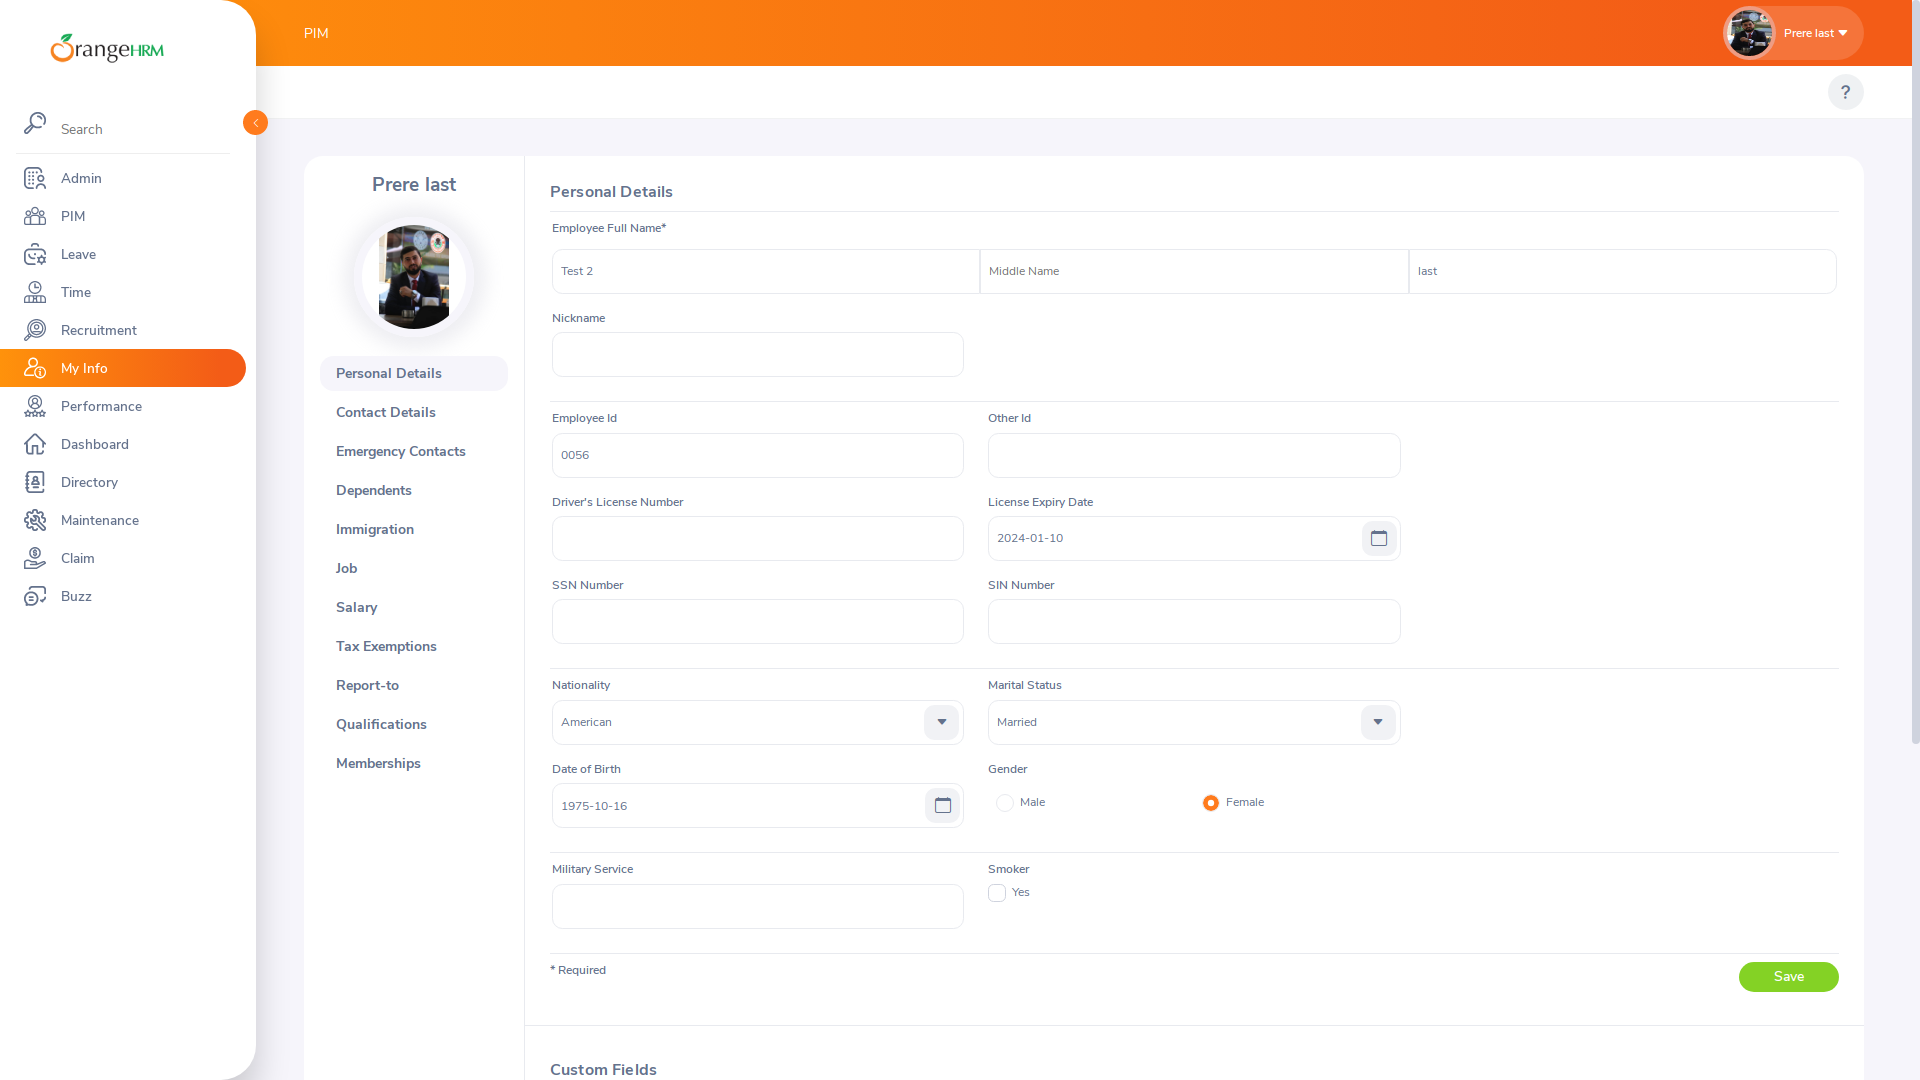 OrangeHRM
PIM
Prere last
?
Search
Admin
PIM
Leave
Time
Recruitment
My Info
Performance
Dashboard
Directory
Maintenance
Claim
Buzz
Prere last
Personal Details
Contact Details
Emergency Contacts
Dependents
Immigration
Job
Salary
Tax Exemptions
Report-to
Qualifications
Memberships
Personal Details
Employee Full Name*
Test 2 Middle Name last
Nickname
Employee Id Other Id
0056
Driver's License Number License Expiry Date
2024-01-10
SSN Number SIN Number
Nationality Marital Status
American Married
Date of Birth Gender
1975-10-16 Male Female
Military Service Smoker
Yes
* Required
Save
Custom Fields